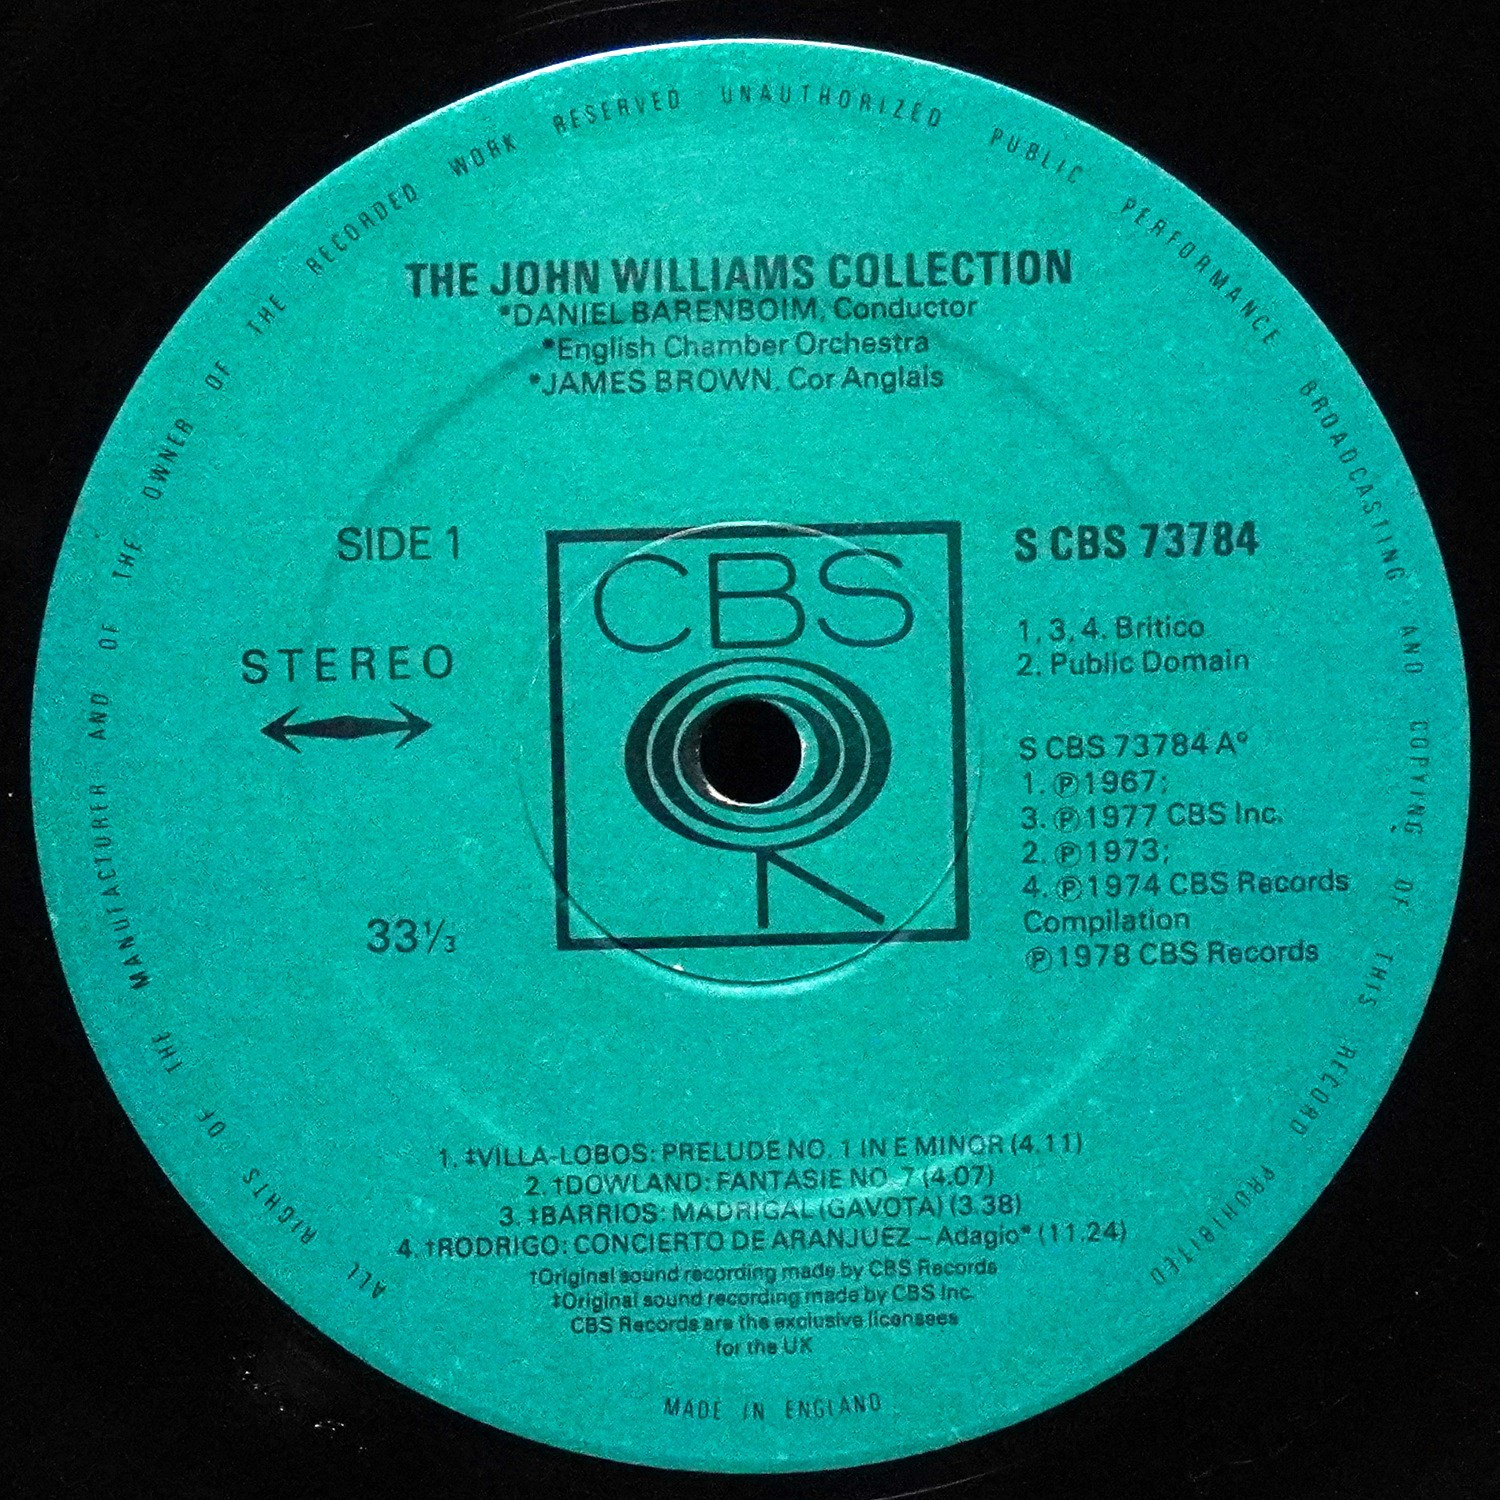 ALL RIGHTS OF THE MANUFACTURER AND OF THE OWNER OF THE RECORDED WORK RESERVED UNAUTHORIZED PUBLIC PERFORMANCE BROADCASTING AND COPYING OF THIS RECORD PROHIBITED
THE JOHN WILLIAMS COLLECTION
*DANIEL BARENBOIM, Conductor
*English Chamber Orchestra
*JAMES BROWN, Cor Anglais
SIDE 1
STEREO
33⅓
CBS
S CBS 73784
1, 3, 4. Britico
2. Public Domain
S CBS 73784 A°
1. ℗1967;
3. ℗1977 CBS Inc.
2. ℗1973;
4. ℗1974 CBS Records
Compilation
℗1978 CBS Records
1. ‡VILLA-LOBOS: PRELUDE NO. 1 IN E MINOR (4.11)
2. †DOWLAND: FANTASIE NO. 7 (4.07)
3. ‡BARRIOS: MADRIGAL (GAVOTA) (3.38)
4. †RODRIGO: CONCIERTO DE ARANJUEZ – Adagio* (11.24)
†Original sound recording made by CBS Records
‡Original sound recording made by CBS Inc.
CBS Records are the exclusive licensees
for the UK
MADE IN ENGLAND